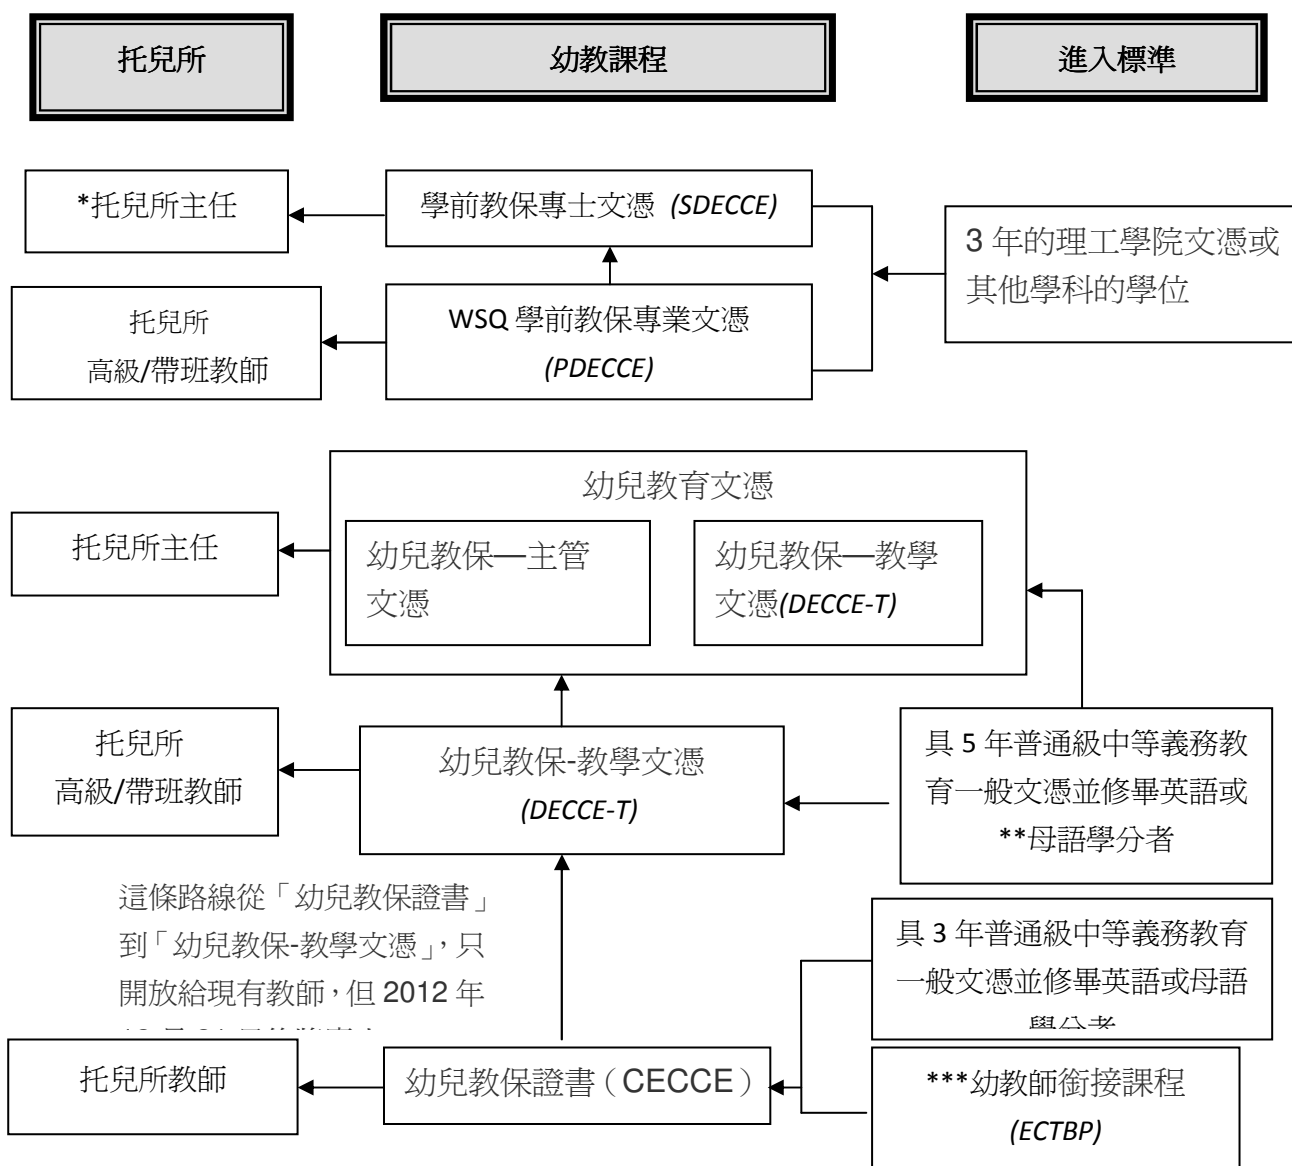 托兒所
幼教課程
進入標準
*托兒所主任
學前教保專士文憑 (SDECCE)
3 年的理工學院文憑或
其他學科的學位
托兒所
高級/帶班教師
WSQ 學前教保專業文憑
(PDECCE)
幼兒教育文憑
托兒所主任
幼兒教保—主管
文憑
幼兒教保—教學
文憑(DECCE-T)
托兒所
高級/帶班教師
幼兒教保-教學文憑
(DECCE-T)
具 5 年普通級中等義務教
育一般文憑並修畢英語或
**母語學分者
這條路線從「幼兒教保證書」
到「幼兒教保-教學文憑」，只
開放給現有教師，但 2012 年
具 3 年普通級中等義務教育
一般文憑並修畢英語或母語
學分者
托兒所教師
幼兒教保證書（CECCE）
***幼教師銜接課程
(ECTBP)